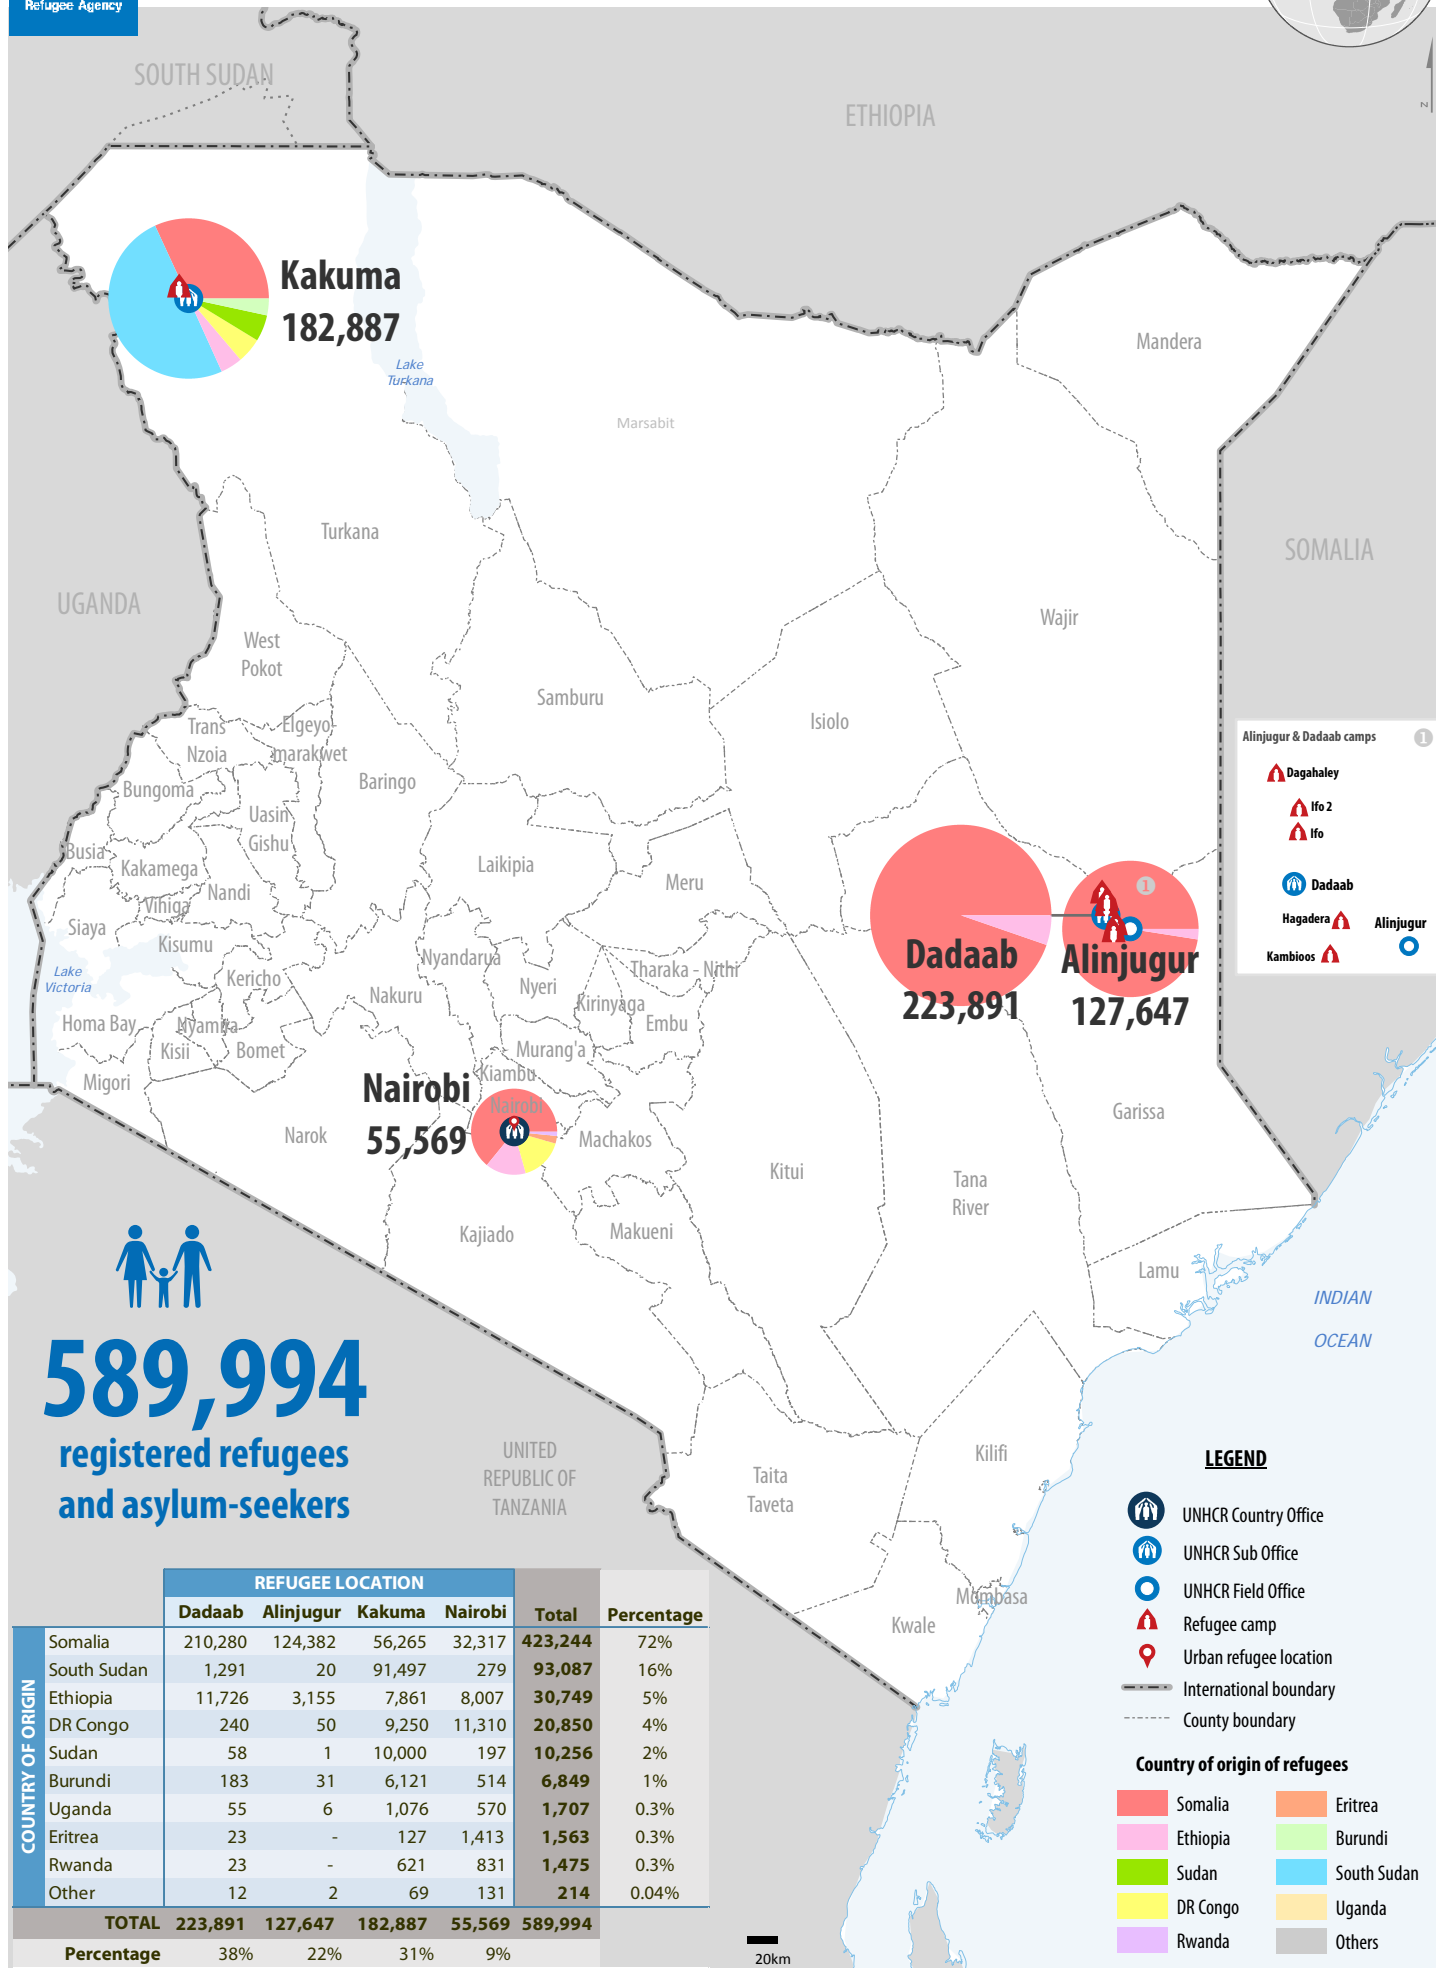 Refugee Agency
SOUTH SUDAN
ETHIOPIA
z
Kakuma
182,887
Lake
Turkana
Mandera
Marsabit
Turkana
SOMALIA
UGANDA
Wajir
West
Pokot
Samburu
Isiolo
Trans
Nzoia
Elgeyo-
marakwet
Baringo
Bungoma
Uasin
Gishu
Busia
Kakamega
Laikipia
Meru
Nandi
Vihiga
Siaya
Kisumu
Alinjugur & Dadaab camps
1
Dagahaley
Ifo 2
Ifo
Dadaab
Hagadera
Alinjugur
Kambioos
1
Dadaab
223,891
Alinjugur
127,647
Lake
Victoria
Kericho
Nyandarua
Nakuru
Nyeri
Tharaka - Nithi
Kirinyaga
Embu
Homa Bay
Nyamira
Kisii
Bomet
Murang'a
Migori
Kiambu
Nairobi
55,569
Nairobi
Narok
Machakos
Garissa
Kitui
Tana
River
Kajiado
Makueni
Lamu
INDIAN
OCEAN
589,994
registered refugees
and asylum-seekers
UNITED
REPUBLIC OF
TANZANIA
Kilifi
Taita
Taveta
Mombasa
Kwale
LEGEND
UNHCR Country Office
UNHCR Sub Office
UNHCR Field Office
Refugee camp
Urban refugee location
International boundary
County boundary
Country of origin of refugees
Somalia Eritrea
Ethiopia Burundi
Sudan South Sudan
DR Congo Uganda
Rwanda Others
REFUGEE LOCATION
Dadaab Alinjugur Kakuma Nairobi Total Percentage
COUNTRY OF ORIGIN
Somalia 210,280 124,382 56,265 32,317 423,244 72%
South Sudan 1,291 20 91,497 279 93,087 16%
Ethiopia 11,726 3,155 7,861 8,007 30,749 5%
DR Congo 240 50 9,250 11,310 20,850 4%
Sudan 58 1 10,000 197 10,256 2%
Burundi 183 31 6,121 514 6,849 1%
Uganda 55 6 1,076 570 1,707 0.3%
Eritrea 23 - 127 1,413 1,563 0.3%
Rwanda 23 - 621 831 1,475 0.3%
Other 12 2 69 131 214 0.04%
TOTAL 223,891 127,647 182,887 55,569 589,994
Percentage 38% 22% 31% 9%
20km